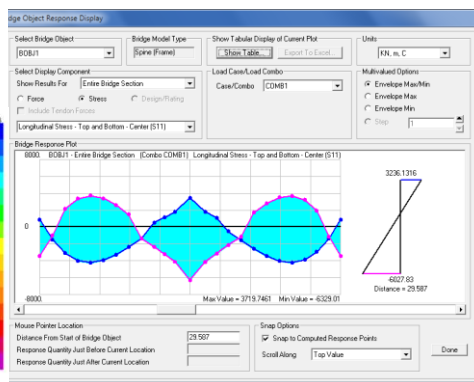 dge Object Response Display
Select Bridge Object
BOBJ1
Bridge Model Type
Spine (Frame)
Show Tabular Display of Current Plot
Show Table...
Export To Excel...
Units
KN, m, C
Select Display Component
Show Results For
Entire Bridge Section
Force
Stress
Design/Rating
Include Tendon Forces
Longitudinal Stress - Top and Bottom - Center (S11)
Load Case/Load Combo
Case/Combo
COMB1
Multivalued Options
Envelope Max/Min
Envelope Max
Envelope Min
Step
1
Bridge Response Plot
8000. BOBJ1 - Entire Bridge Section (Combo COMB1) Longitudinal Stress - Top and Bottom - Center (S11)
0
-8000.
Max Value = 3719.7461 Min Value = -6329.01
3236.1316
-6027.83
Distance = 29.587
Mouse Pointer Location
Distance From Start of Bridge Object
29.587
Response Quantity Just Before Current Location
Response Quantity Just After Current Location
Snap Options
Snap to Computed Response Points
Scroll Along
Top Value
Done